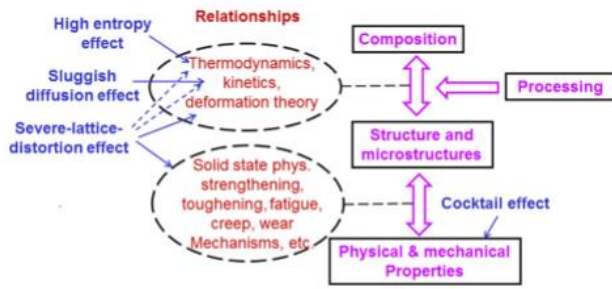 Relationships
High entropy
effect
Composition
Thermodynamics,
kinetics,
deformation theory
Sluggish
diffusion effect
Processing
Severe-lattice-
distortion effect
Structure and
microstructures
Solid state phys.
strengthening,
toughening, fatigue,
creep, wear
Mechanisms, etc.
Cocktail effect
Physical & mechanical
Properties